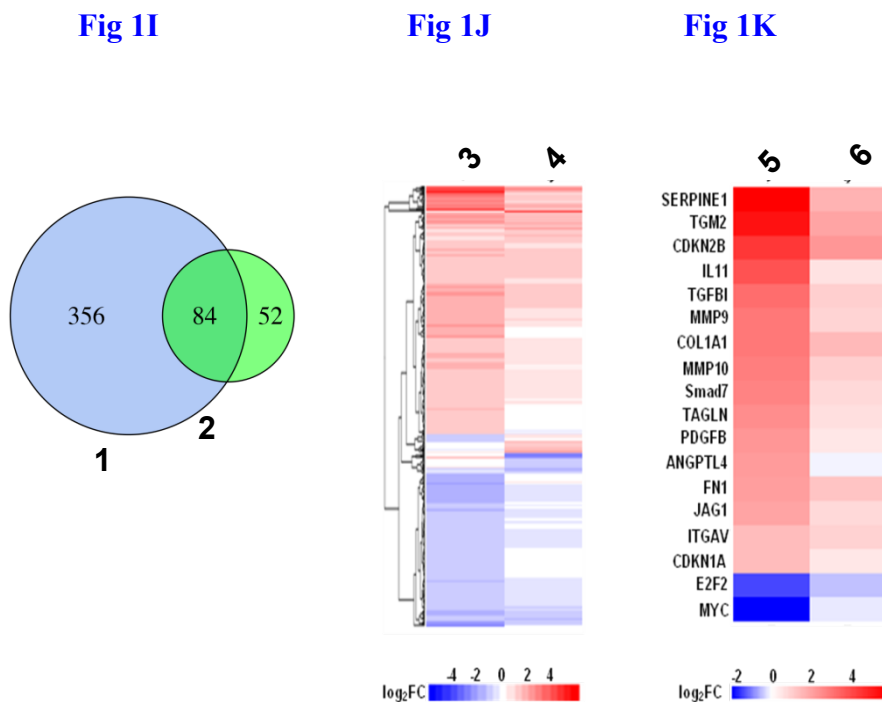 Fig 1I
Fig 1J
Fig 1K
356
84
52
1
2
3
4
log2FC
-4
-2
0
2
4
5
6
SERPINE1
TGM2
CDKN2B
IL11
TGFBI
MMP9
COL1A1
MMP10
Smad7
TAGLN
PDGFB
ANGPTL4
FN1
JAG1
ITGAV
CDKN1A
E2F2
MYC
log2FC
-2
0
2
4